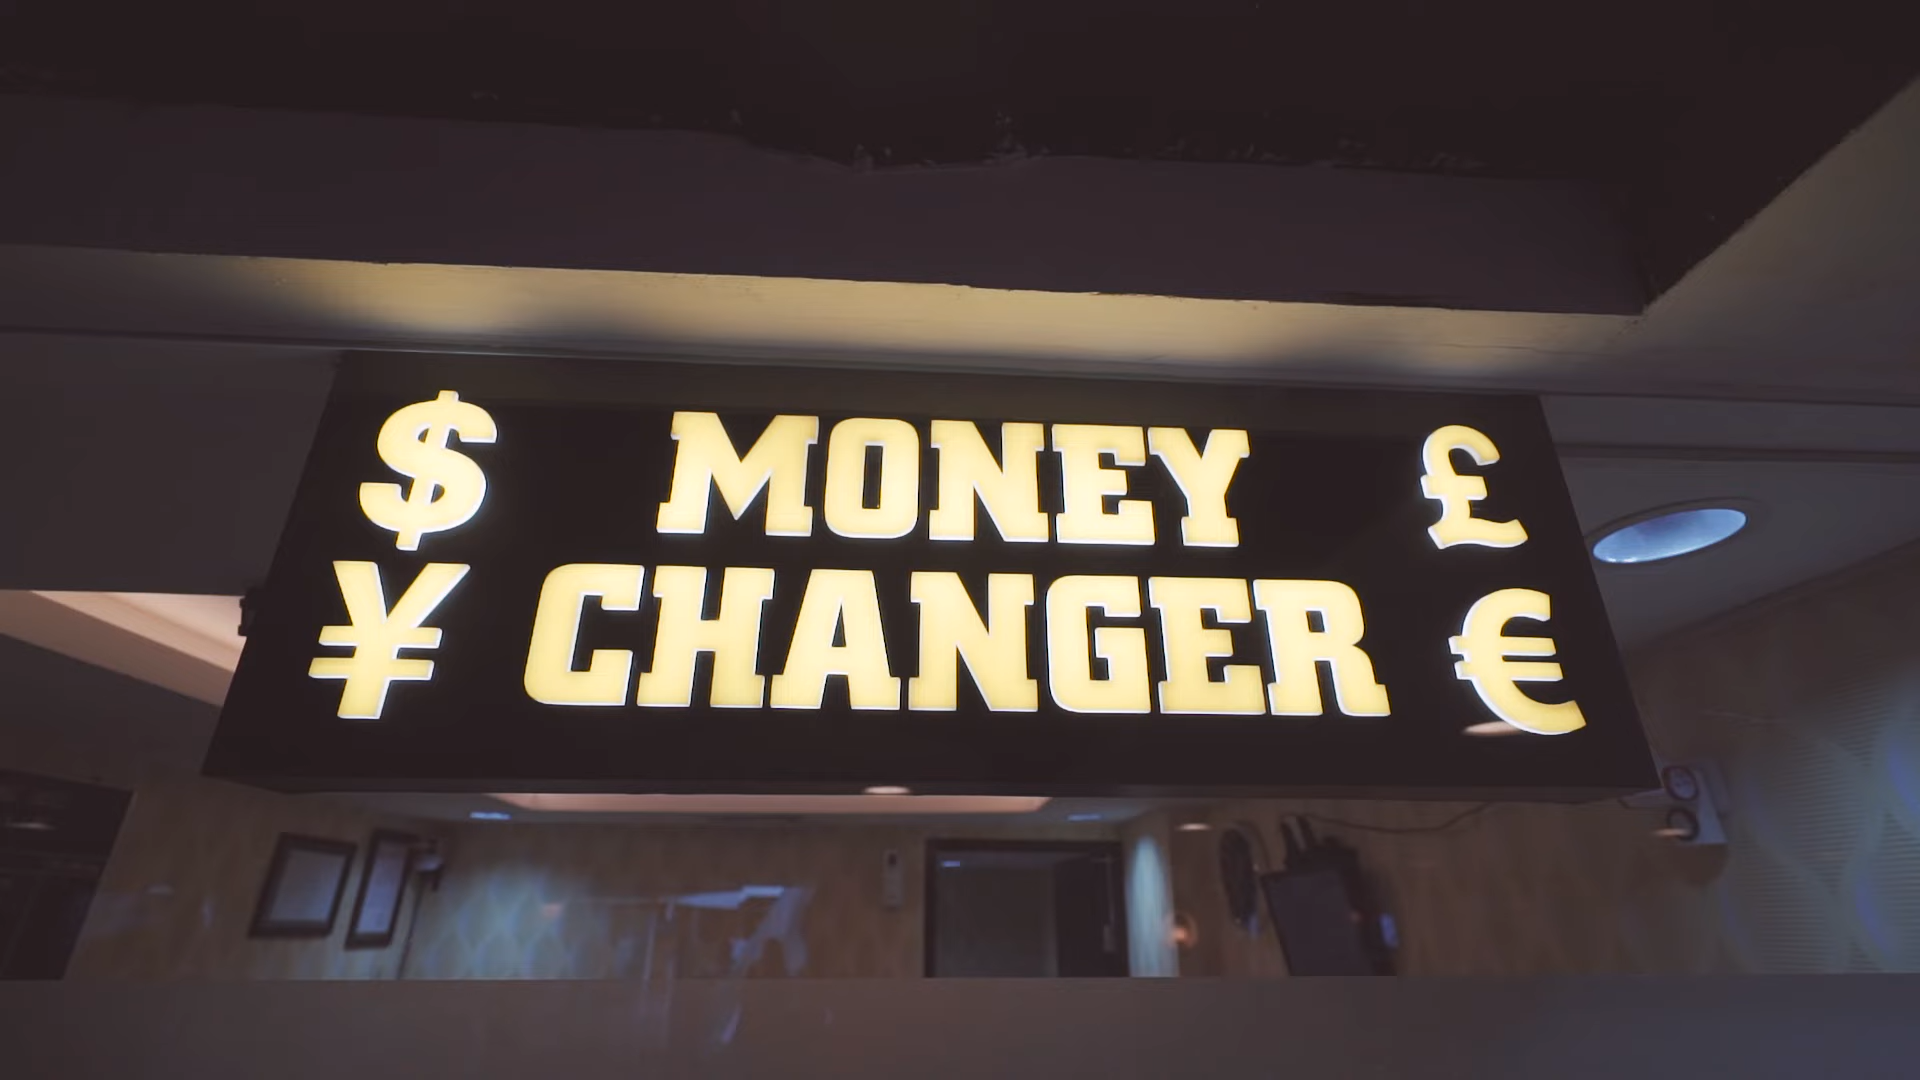 $ MONEY £
¥ CHANGER €